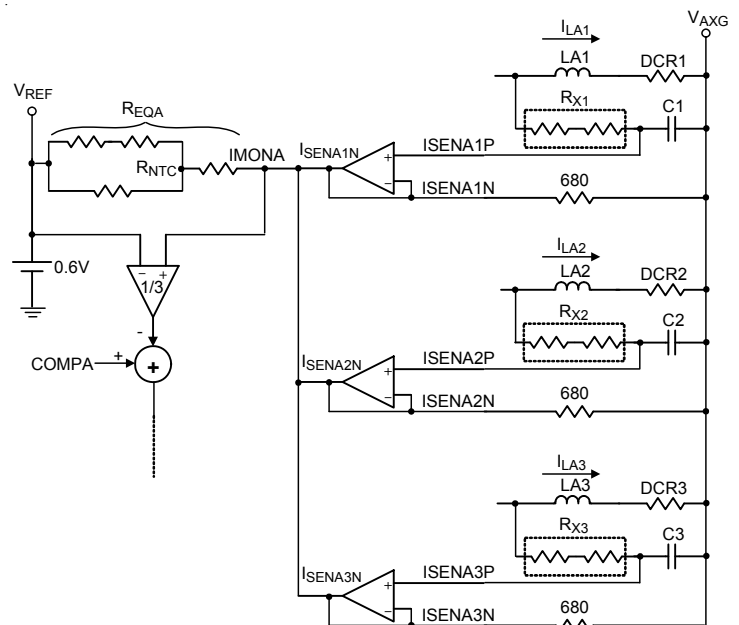 V_AXG
I_LA1
LA1
DCR1
V_REF
R_EQA
R_X1
C1
R_NTC
IMONA
I_SENA1N
ISENA1P
+
−
ISENA1N
680
0.6V
− +
1/3
I_LA2
LA2
DCR2
-
R_X2
C2
COMPA
+
+
I_SENA2N
ISENA2P
+
−
ISENA2N
680
I_LA3
LA3
DCR3
R_X3
C3
I_SENA3N
ISENA3P
+
−
ISENA3N
680